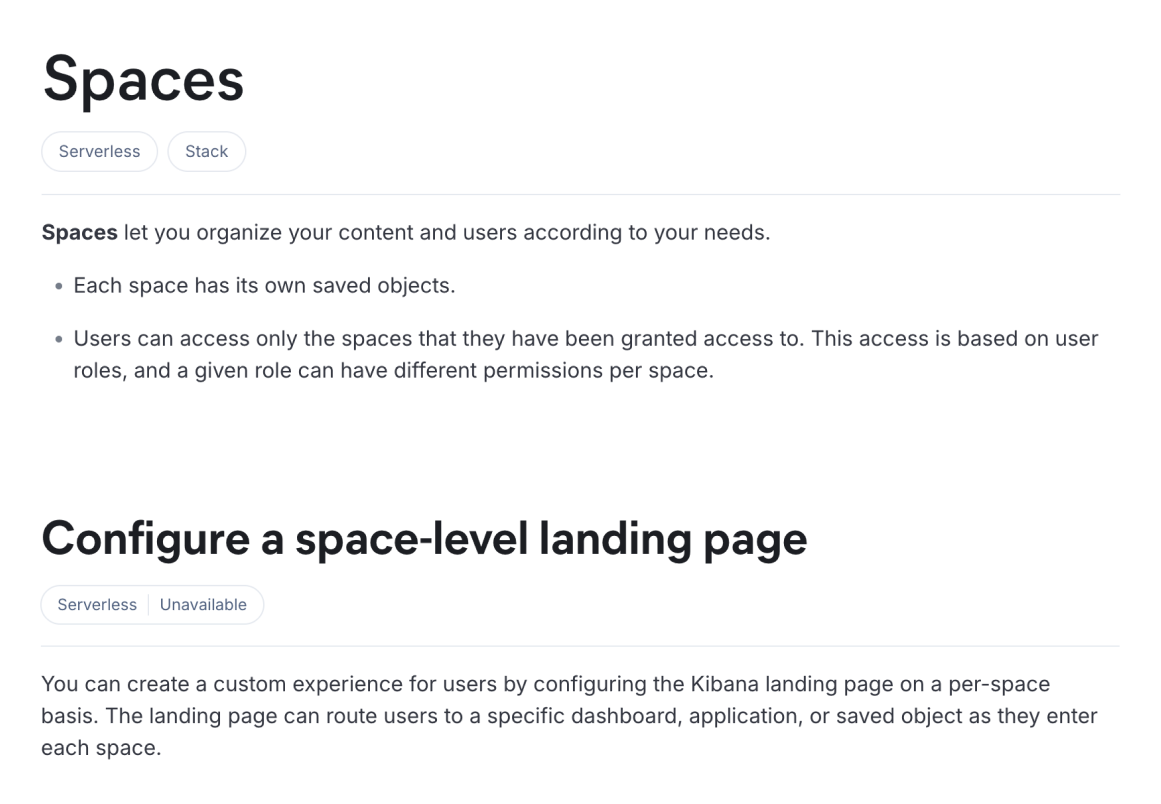 Spaces
Serverless Stack
Spaces let you organize your content and users according to your needs.
• Each space has its own saved objects.
• Users can access only the spaces that they have been granted access to. This access is based on user
roles, and a given role can have different permissions per space.
Configure a space-level landing page
Serverless Unavailable
You can create a custom experience for users by configuring the Kibana landing page on a per-space
basis. The landing page can route users to a specific dashboard, application, or saved object as they enter
each space.